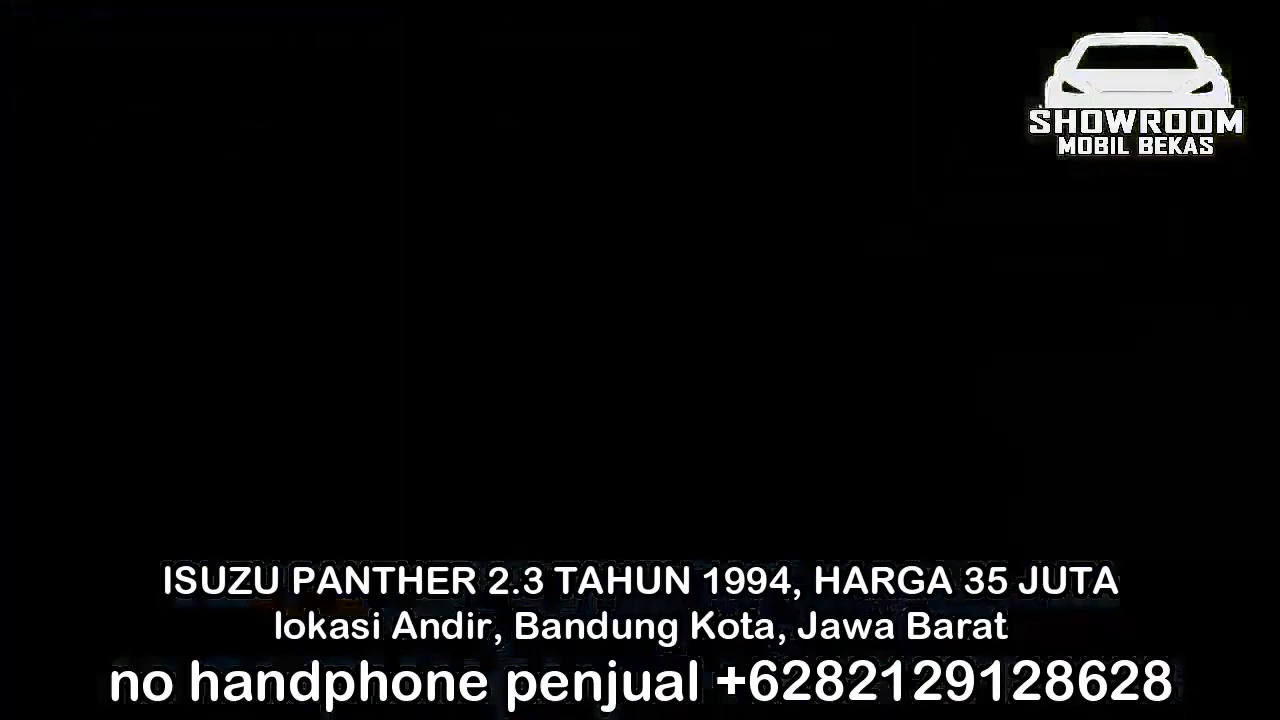 SHOWROOM
MOBIL BEKAS
ISUZU PANTHER 2.3 TAHUN 1994, HARGA 35 JUTA
lokasi Andir, Bandung Kota, Jawa Barat
no handphone penjual +6282129128628